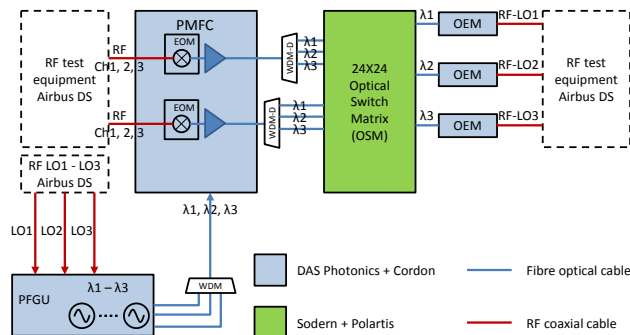 RF test
equipment
Airbus DS
RF
Ch1, 2, 3
RF
Ch1, 2, 3
PMFC
EOM
EOM
WDM-D
λ1
λ2
λ3
WDM-D
λ1
λ2
λ3
24X24
Optical
Switch
Matrix
(OSM)
λ1
OEM
RF-LO1
λ2
OEM
RF-LO2
λ3
OEM
RF-LO3
RF test
equipment
Airbus DS
RF LO1 - LO3
Airbus DS
LO1
LO2
LO3
λ1, λ2, λ3
WDM
PFGU
λ1 – λ3
DAS Photonics + Cordon
Fibre optical cable
Sodern + Polartis
RF coaxial cable